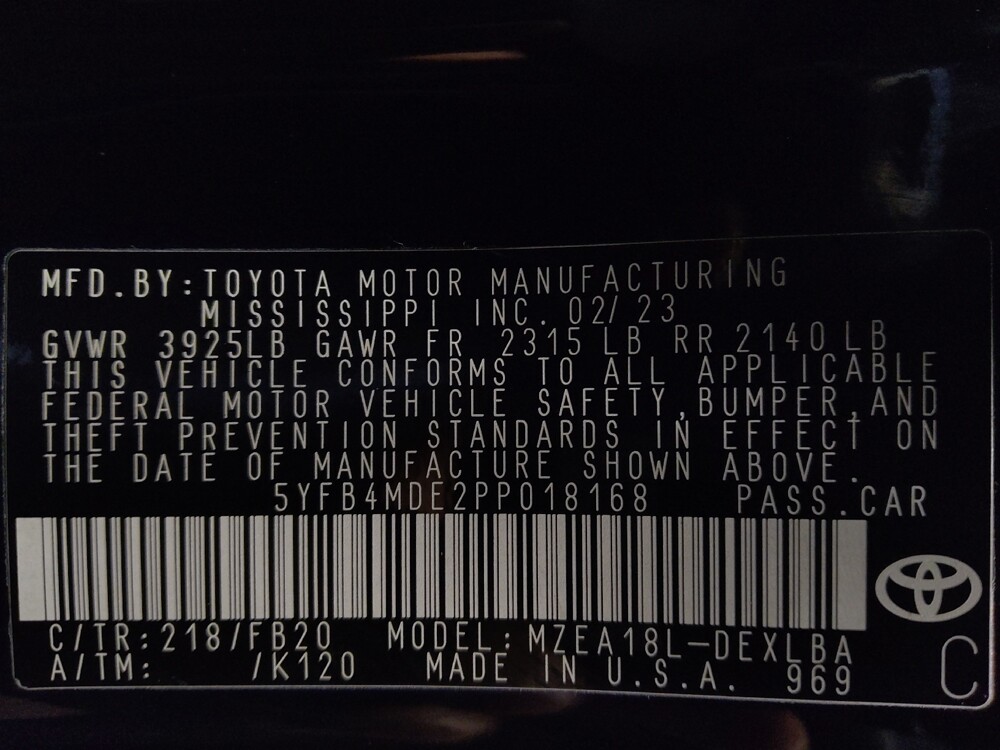 MFD.BY:TOYOTA MOTOR MANUFACTURING
MISSISSIPPI INC. 02/23
GVWR 3925LB GAWR FR 2315 LB RR 2140 LB
THIS VEHICLE CONFORMS TO ALL APPLICABLE
FEDERAL MOTOR VEHICLE SAFETY,BUMPER,AND
THEFT PREVENTION STANDARDS IN EFFECT ON
THE DATE OF MANUFACTURE SHOWN ABOVE.
5YFB4MDE2PP018168 PASS.CAR
C/TR:218/FB20 MODEL:MZEA18L-DEXLBA
A/TM: /K120 MADE IN U.S.A. 969
C